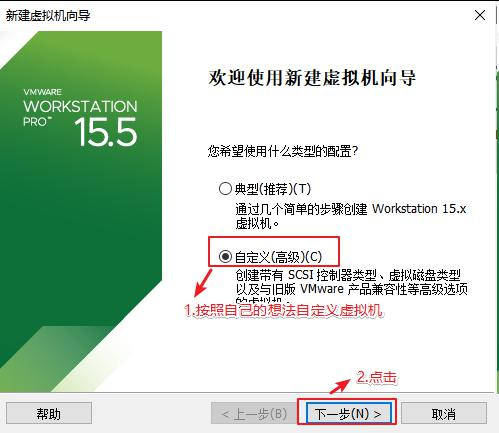 新建虚拟机向导
VMWARE
WORKSTATION
PRO™
15.5
欢迎使用新建虚拟机向导
您希望使用什么类型的配置?
典型(推荐)(T)
通过几个简单的步骤创建 Workstation 15.x
虚拟机。
自定义(高级)(C)
创建带有 SCSI 控制器类型、虚拟磁盘类型
以及与旧版 VMware 产品兼容性等高级选项
的虚拟机。
1.按照自己的想法自定义虚拟机
2.点击
帮助
< 上一步(B)
下一步(N) >
取消